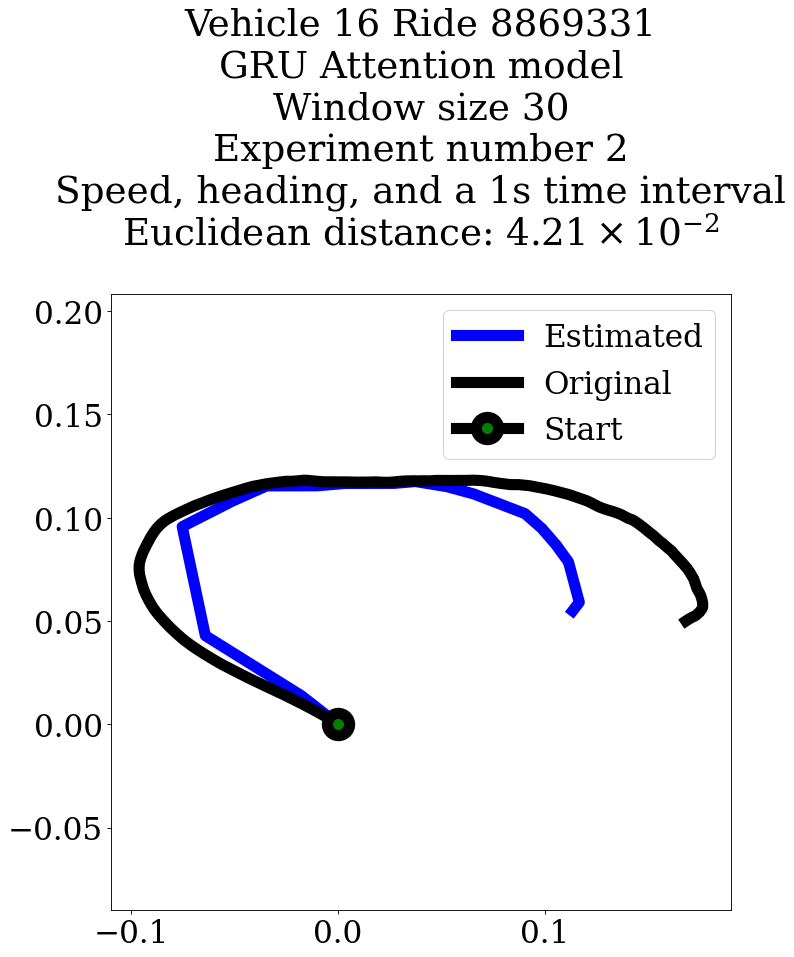 Vehicle 16 Ride 8869331
GRU Attention model
Window size 30
Experiment number 2
Speed, heading, and a 1s time interval
Euclidean distance: 4.21 × 10⁻²
Estimated
Original
Start
0.20
0.15
0.10
0.05
0.00
−0.05
−0.1
0.0
0.1